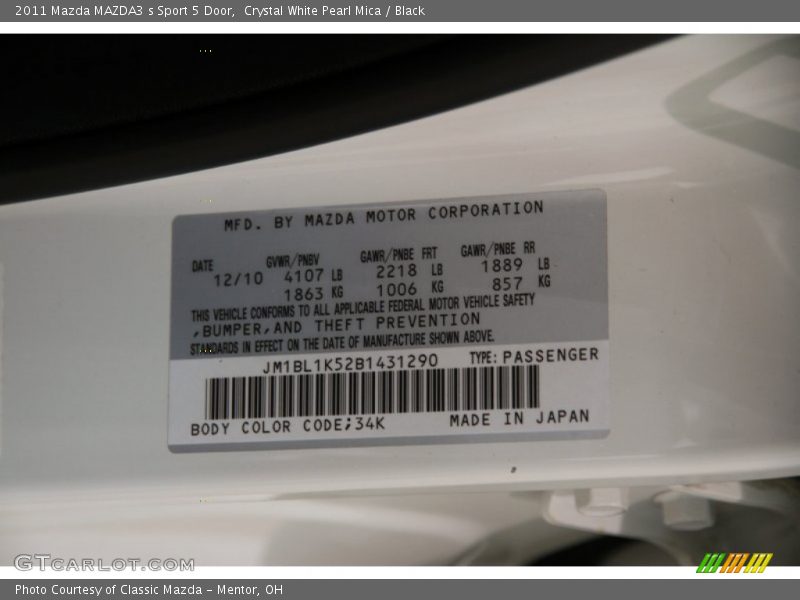 2011 Mazda MAZDA3 s Sport 5 Door,  Crystal White Pearl Mica / Black
MFD. BY MAZDA MOTOR CORPORATION
DATE GVWR/PNBV GAWR/PNBE FRT GAWR/PNBE RR
12/10 4107 LB 2218 LB 1889 LB
1863 KG 1006 KG 857 KG
THIS VEHICLE CONFORMS TO ALL APPLICABLE FEDERAL MOTOR VEHICLE SAFETY
,BUMPER,AND THEFT PREVENTION
STANDARDS IN EFFECT ON THE DATE OF MANUFACTURE SHOWN ABOVE.
JM1BL1K52B1431290 TYPE: PASSENGER
BODY COLOR CODE;34K MADE IN JAPAN
GTCARLOT.COM
Photo Courtesy of Classic Mazda - Mentor, OH